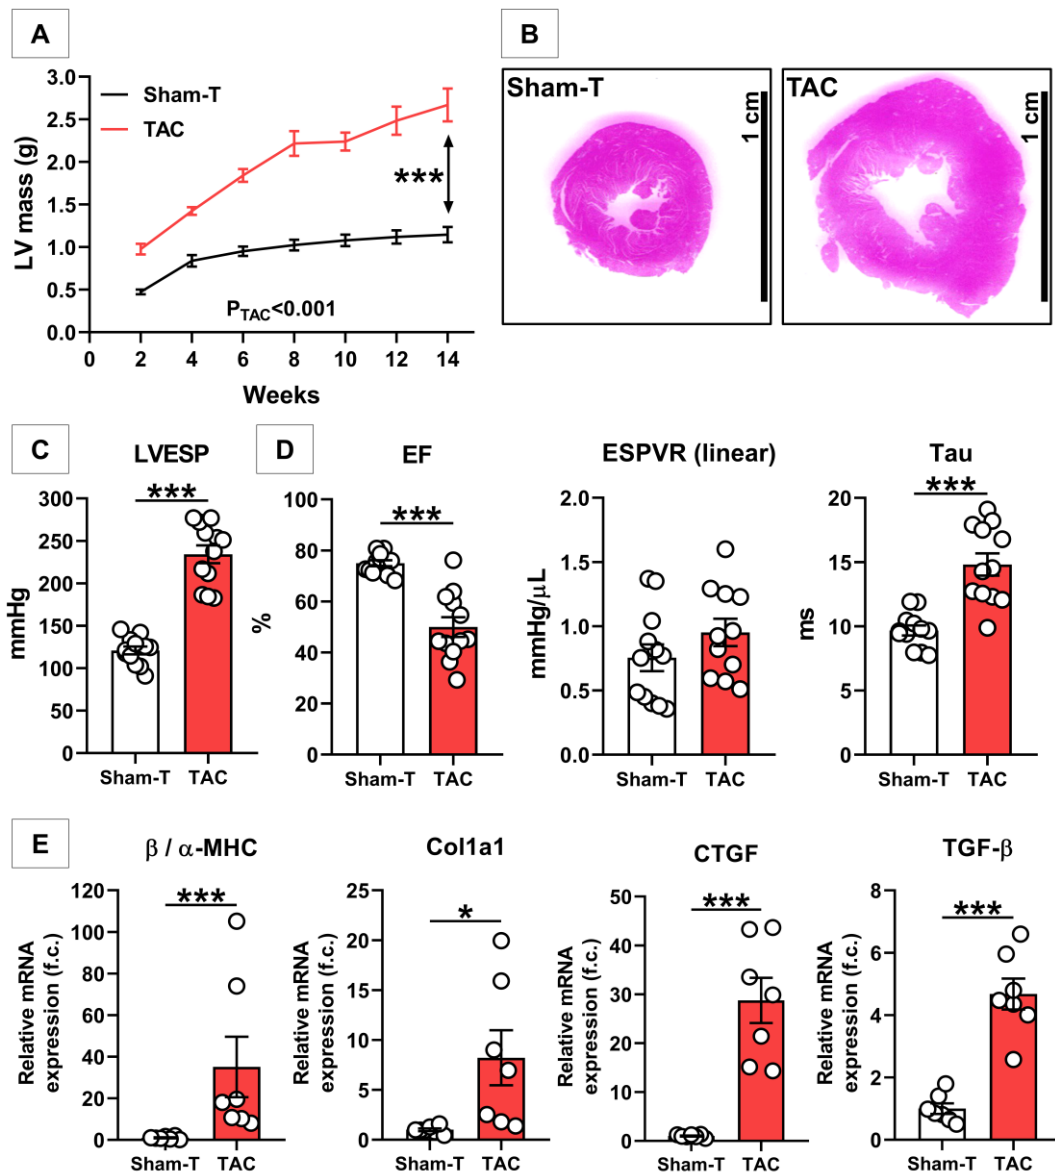 A
B
3.0
2.5
2.0
1.5
1.0
0.5
0.0
LV mass (g)
Sham-T
TAC
***
P_TAC<0.001
0 2 4 6 8 10 12 14
Weeks
Sham-T
1 cm
TAC
1 cm
C
LVESP
***
mmHg
300
250
200
150
100
50
0
Sham-T TAC
D
EF
***
%
100
80
60
40
20
0
Sham-T TAC
ESPVR (linear)
mmHg/μL
2.0
1.5
1.0
0.5
0.0
Sham-T TAC
Tau
***
ms
20
15
10
5
0
Sham-T TAC
E
β / α-MHC
***
Relative mRNA
expression (f.c.)
120
100
80
60
40
20
0
Sham-T TAC
Col1a1
*
Relative mRNA
expression (f.c.)
25
20
15
10
5
0
Sham-T TAC
CTGF
***
Relative mRNA
expression (f.c.)
50
40
30
20
10
0
Sham-T TAC
TGF-β
***
Relative mRNA
expression (f.c.)
8
6
4
2
0
Sham-T TAC